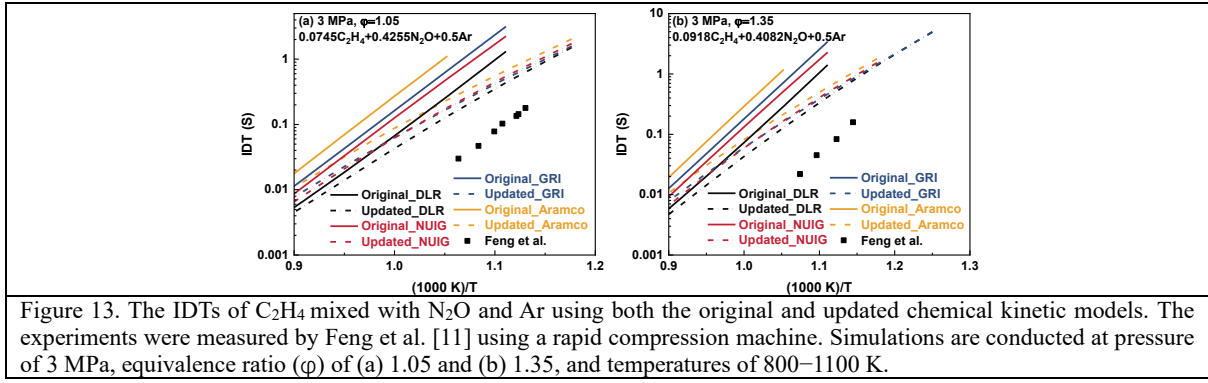 (a) 3 MPa, φ=1.05
0.0745C₂H₄+0.4255N₂O+0.5Ar
IDT (S)
1
0.1
0.01
0.001
Original_DLR
Updated_DLR
Original_NUIG
Updated_NUIG
Original_GRI
Updated_GRI
Original_Aramco
Updated_Aramco
Feng et al.
0.9 1.0 1.1 1.2
(1000 K)/T
(b) 3 MPa, φ=1.35
0.0918C₂H₄+0.4082N₂O+0.5Ar
IDT (S)
10
1
0.1
0.01
0.001
Original_DLR
Updated_DLR
Original_NUIG
Updated_NUIG
Original_GRI
Updated_GRI
Original_Aramco
Updated_Aramco
Feng et al.
0.9 1.0 1.1 1.2 1.3
(1000 K)/T
Figure 13. The IDTs of C₂H₄ mixed with N₂O and Ar using both the original and updated chemical kinetic models. The
experiments were measured by Feng et al. [11] using a rapid compression machine. Simulations are conducted at pressure
of 3 MPa, equivalence ratio (φ) of (a) 1.05 and (b) 1.35, and temperatures of 800−1100 K.